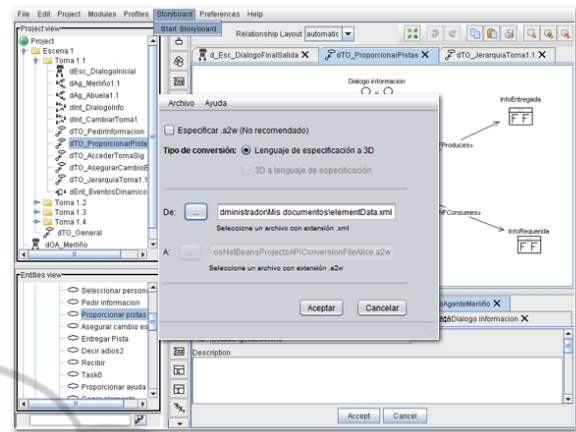 File Edit Project Modules Profiles Storyboard Preferences Help
Project view
Start Storyboard
Relationship Layout automatic
Project
Escena 1
Toma 1.1
dEsc_DialogoInicial
dAg_Merliño1
dAg_Abuela1.1
dInt_DialogoInfo
dInt_CambiarToma1
dTO_PedirInformacion
dTO_ProporcionarPista
dTO_AccederTomaSig
dTO_AsegurarCambioE
dTO_JerarquiaToma1.1
dEnt_EventosDinamico
Toma 1.2
Toma 1.3
Toma 1.4
dTO_General
dOA_Merliño
d_Esc_DialogoFinalSalida X
dTO_ProporcionarPistas X
dTO_JerarquiaToma1.1 X
Dialogo informacion
InfoEntregada
FF
Produces»
FConsumes»
InfoRequerida
FF
Archivo Ayuda
Especificar .a2w (No recomendado)
Tipo de conversión: Lenguaje de especificación a 3D
3D a lenguaje de especificación
De: ... dministrador\Mis documentos\elementData.xml
Seleccione un archivo con extensión .xml
A: ... osNetBeansProjectsAPIConversionFileAlice.a2w
Seleccione un archivo con extensión .a2w
Aceptar Cancelar
Entities view
Seleccionar person
Pedir informacion
Proporcionar pistas
Asegurar cambio es
Entregar Pista
Decir adios2
Recibir
Task0
Proporcionar ayuda
oAgenteMerliño X
Dialogo informacion X
Description
Accept Cancel